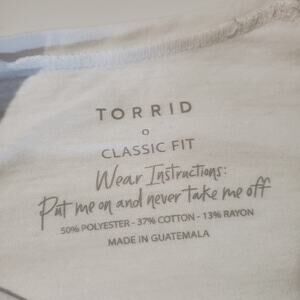 TORRID
0
CLASSIC FIT
Wear Instructions:
Put me on and never take me off
50% POLYESTER - 37% COTTON - 13% RAYON
MADE IN GUATEMALA